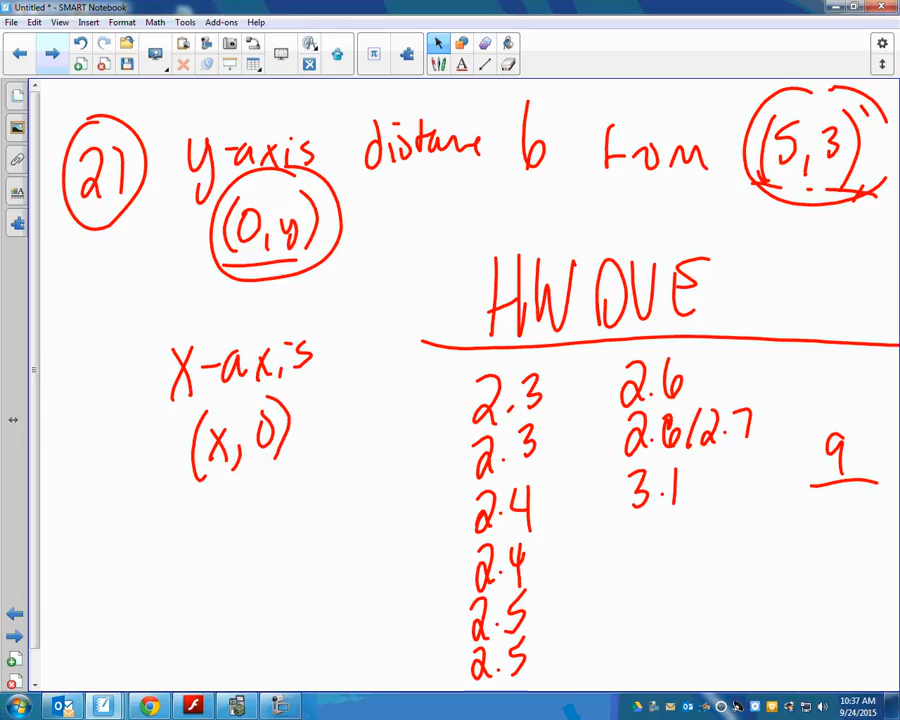 Untitled * - SMART Notebook
File Edit View Insert Format Math Tools Add-ons Help
27 y-axis distance 6 from (5,3)
(0,y)
HW DUE
x-axis
(x,0)
2.3 2.6
2.3 2.6/2.7
9
2.4 3.1
2.4
2.5
2.5
10:37 AM
9/24/2015